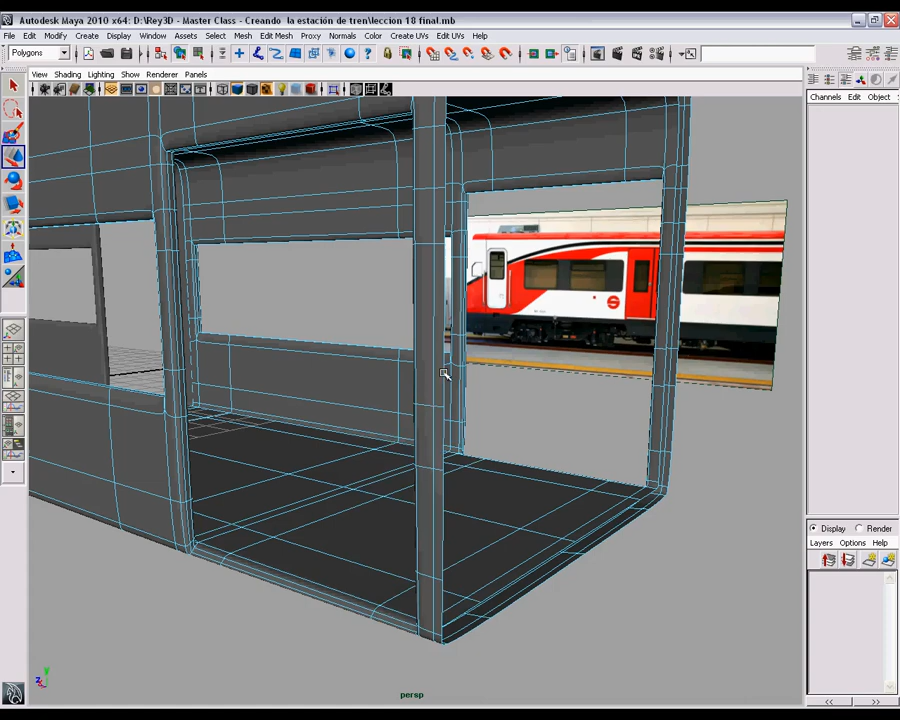 Autodesk Maya 2010 x64: D:\Rey3D - Master Class - Creando  la estación de tren/leccion 18 final.mb
File Edit Modify Create Display Window Assets Select Mesh Edit Mesh Proxy Normals Color Create UVs Edit UVs Help
Polygons
View Shading Lighting Show Renderer Panels
Channels Edit Object
persp
Display Render
Layers Options Help